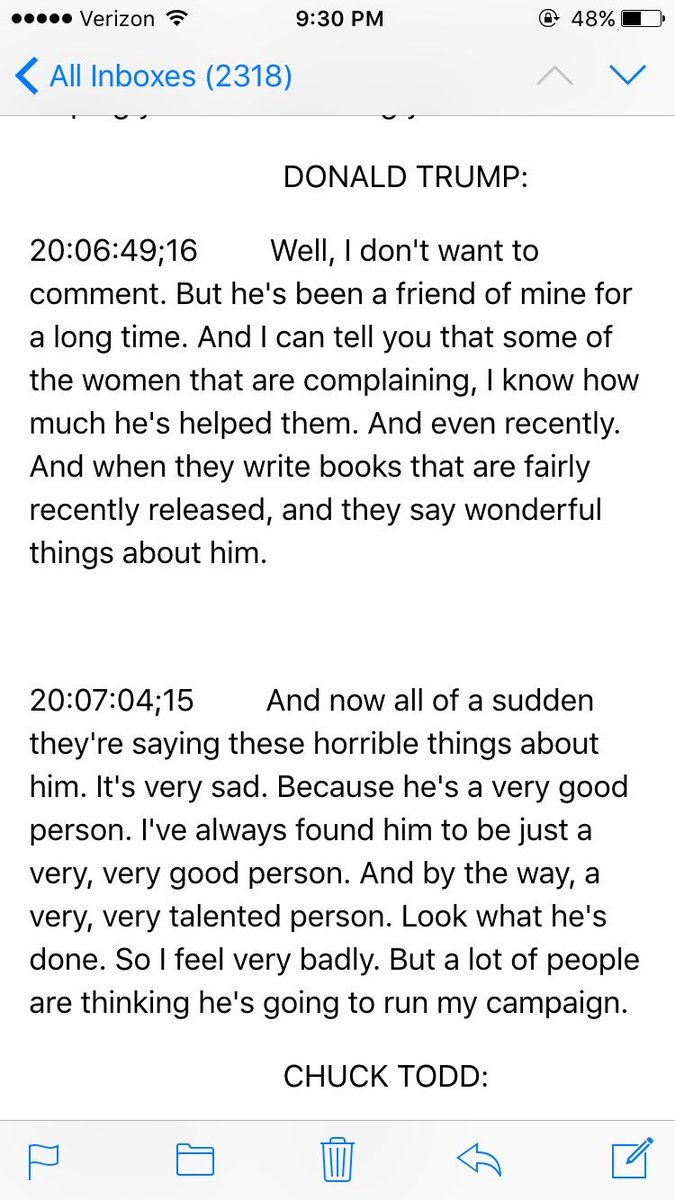 Verizon 9:30 PM 48%
All Inboxes (2318)
DONALD TRUMP:
20:06:49;16 Well, I don't want to
comment. But he's been a friend of mine for
a long time. And I can tell you that some of
the women that are complaining, I know how
much he's helped them. And even recently.
And when they write books that are fairly
recently released, and they say wonderful
things about him.
20:07:04;15 And now all of a sudden
they're saying these horrible things about
him. It's very sad. Because he's a very good
person. I've always found him to be just a
very, very good person. And by the way, a
very, very talented person. Look what he's
done. So I feel very badly. But a lot of people
are thinking he's going to run my campaign.
CHUCK TODD: